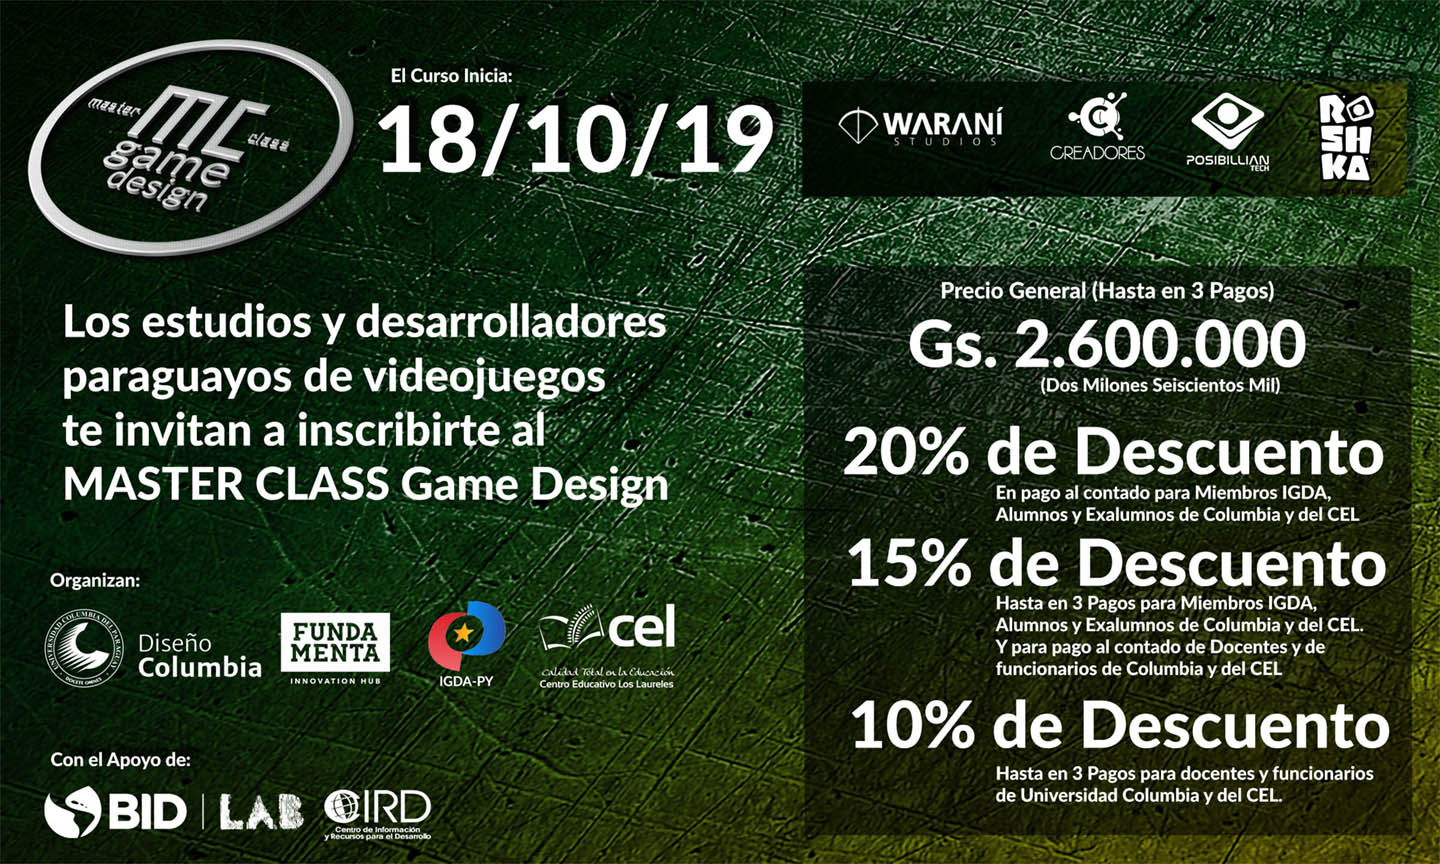 master MC class
game
design
El Curso Inicia:
18/10/19
WARANÍ
STUDIOS
CREADORES
POSIBILLIAN
TECH
ROSHKA
Los estudios y desarrolladores
paraguayos de videojuegos
te invitan a inscribirte al
MASTER CLASS Game Design
Precio General (Hasta en 3 Pagos)
Gs. 2.600.000
(Dos Milones Seiscientos Mil)
20% de Descuento
En pago al contado para Miembros IGDA,
Alumnos y Exalumnos de Columbia y del CEL
15% de Descuento
Hasta en 3 Pagos para Miembros IGDA,
Alumnos y Exalumnos de Columbia y del CEL.
Y para pago al contado de Docentes y de
funcionarios de Columbia y del CEL
10% de Descuento
Hasta en 3 Pagos para docentes y funcionarios
de Universidad Columbia y del CEL.
Organizan:
UNIVERSIDAD COLUMBIA DEL PARAGUAY
DOCETE OMNES
Diseño
Columbia
FUNDA
MENTA
INNOVATION HUB
IGDA-PY
cel
Calidad Total en la Educación
Centro Educativo Los Laureles
Con el Apoyo de:
BID | LAB
CIRD
Centro de Información
y Recursos para el Desarrollo